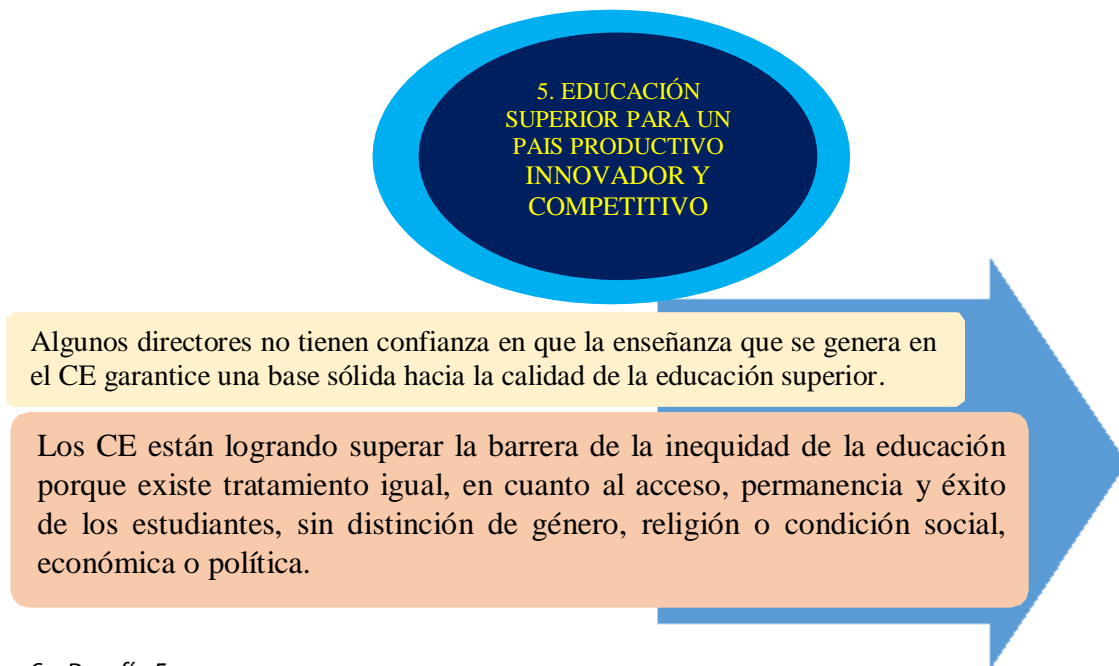 5. EDUCACIÓN
SUPERIOR PARA UN
PAIS PRODUCTIVO
INNOVADOR Y
COMPETITIVO
Algunos directores no tienen confianza en que la enseñanza que se genera en
el CE garantice una base sólida hacia la calidad de la educación superior.
Los CE están logrando superar la barrera de la inequidad de la educación
porque existe tratamiento igual, en cuanto al acceso, permanencia y éxito
de los estudiantes, sin distinción de género, religión o condición social,
económica o política.